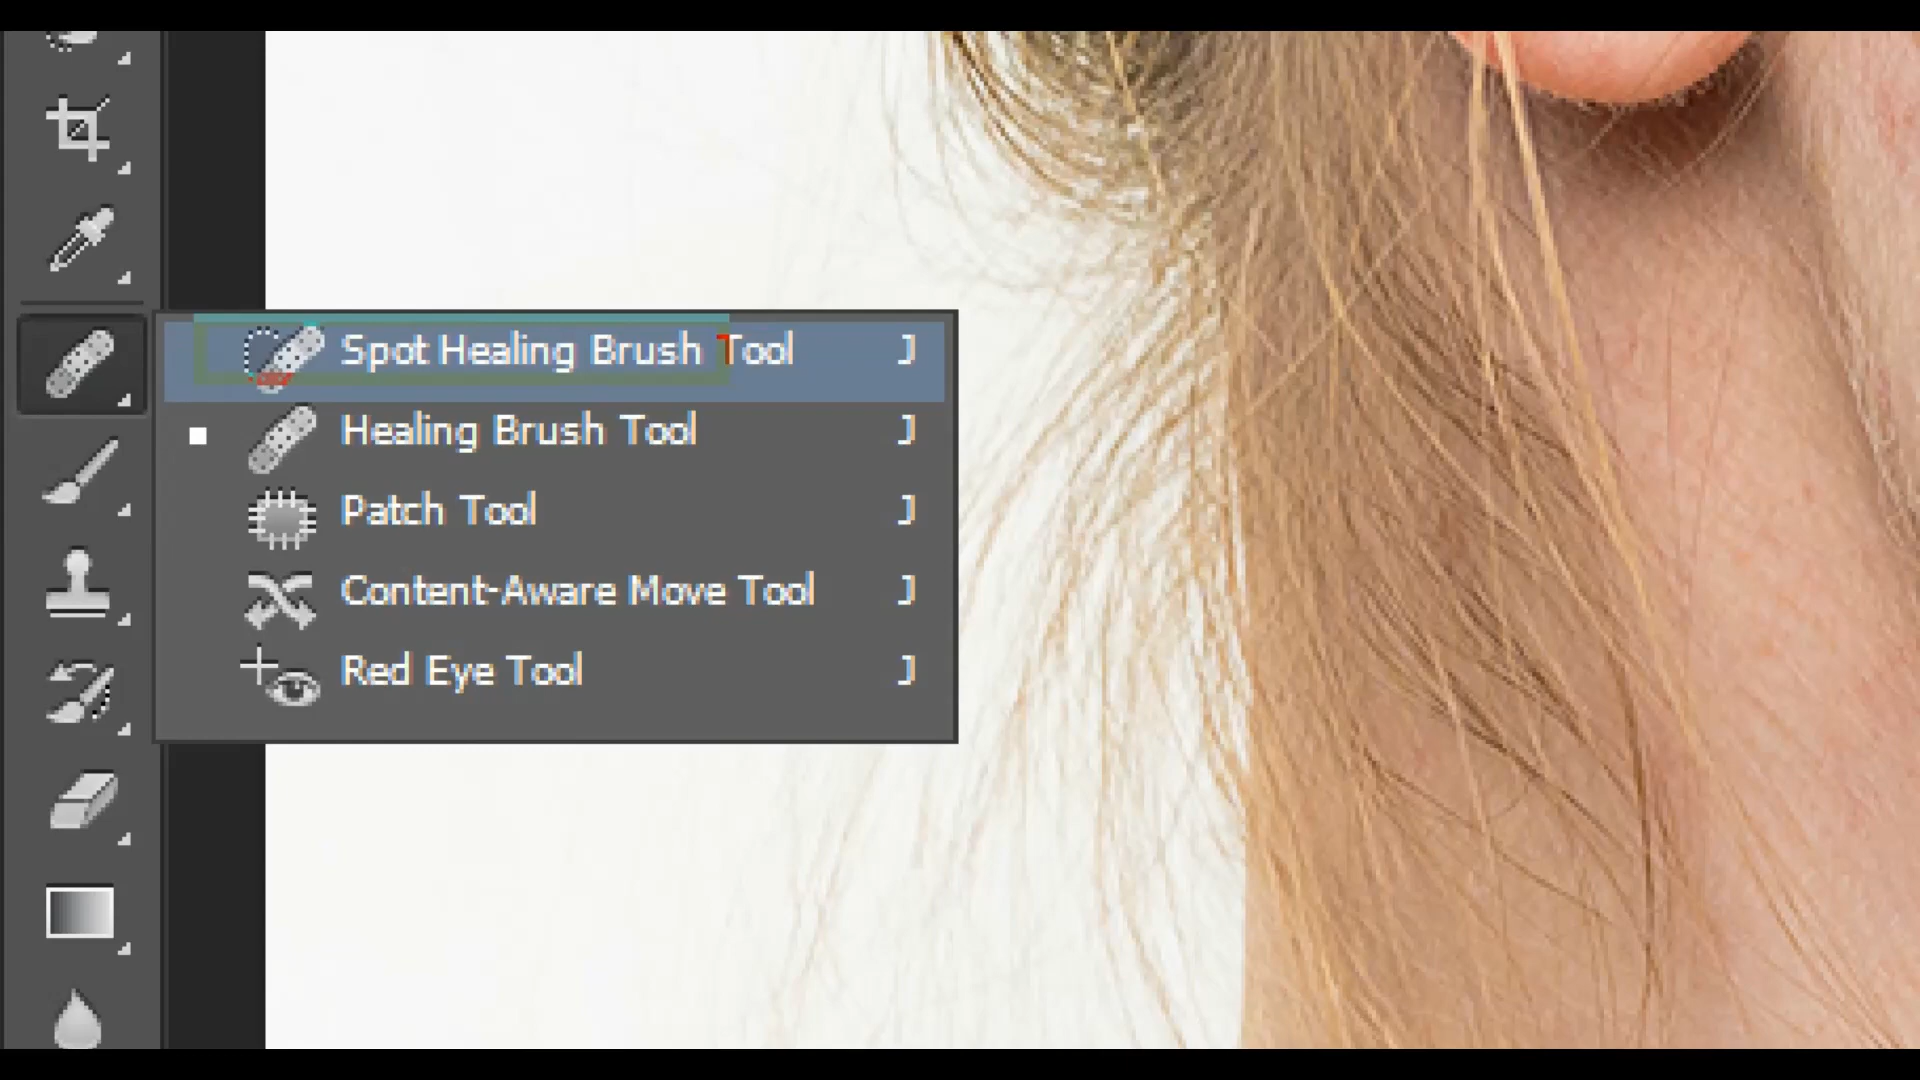 Spot Healing Brush Tool J
Healing Brush Tool J
Patch Tool J
Content-Aware Move Tool J
Red Eye Tool J